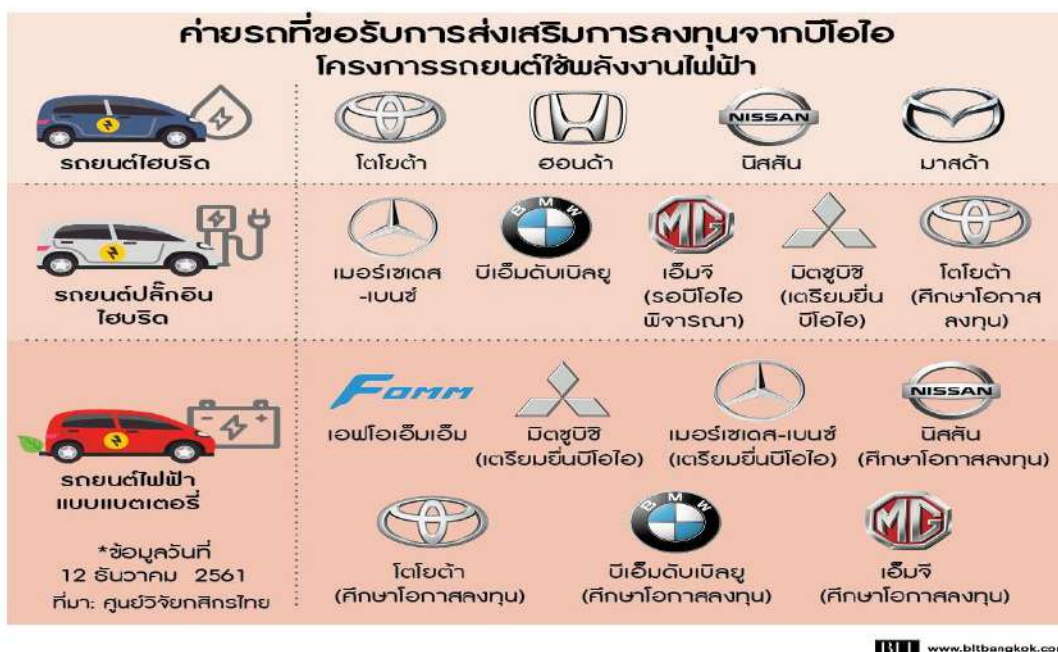 ค่ายรถที่ขอรับการส่งเสริมการลงทุนจากบีโอไอ
โครงการรถยนต์ใช้พลังงานไฟฟ้า
รถยนต์ไฮบริด
NISSAN
โตโยต้า
ฮอนด้า
นิสสัน
มาสด้า
รถยนต์ปลั๊กอิน
ไฮบริด
BMW
MG
เมอร์เซเดส
-เบนซ์
บีเอ็มดับเบิลยู
เอ็มจี
(รอบีโอไอ
พิจารณา)
มิตซูบิชิ
(เตรียมยื่น
บีโอไอ)
โตโยต้า
(ศึกษาโอกาส
ลงทุน)
รถยนต์ไฟฟ้า
แบบแบตเตอรี่
Fomm
NISSAN
เอฟโอเอ็มเอ็ม
มิตซูบิชิ
(เตรียมยื่นบีโอไอ)
เมอร์เซเดส-เบนซ์
(เตรียมยื่นบีโอไอ)
นิสสัน
(ศึกษาโอกาสลงทุน)
BMW
MG
โตโยต้า
(ศึกษาโอกาสลงทุน)
บีเอ็มดับเบิลยู
(ศึกษาโอกาสลงทุน)
เอ็มจี
(ศึกษาโอกาสลงทุน)
*ข้อมูลวันที่
12 ธันวาคม 2561
ที่มา: ศูนย์วิจัยกสิกรไทย
BLT www.bltbangkok.co